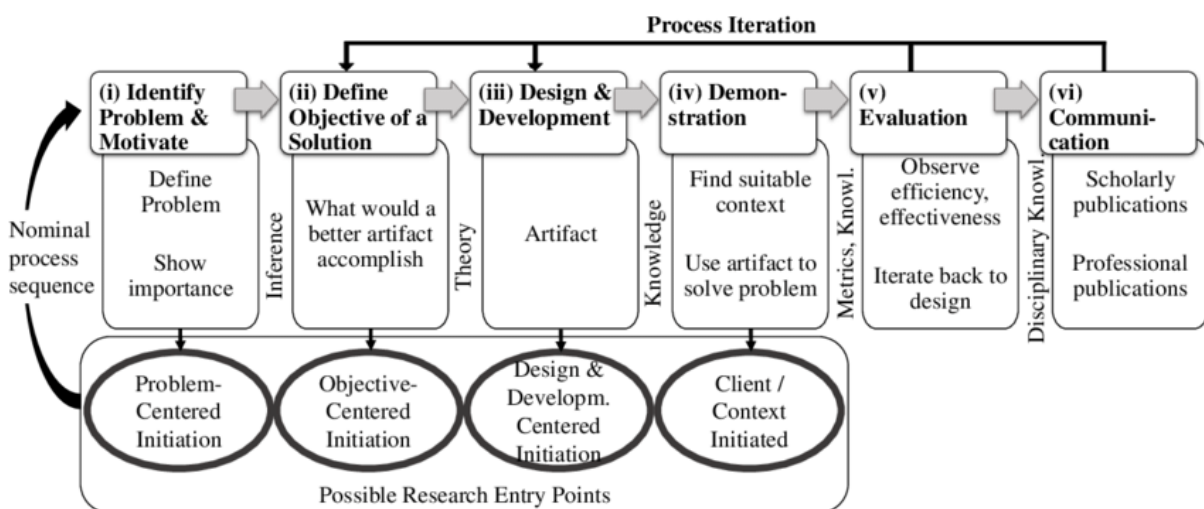 Process Iteration
(i) Identify
Problem &
Motivate
(ii) Define
Objective of a
Solution
(iii) Design &
Development
(iv) Demon-
stration
(v)
Evaluation
(vi)
Communi-
cation
Nominal
process
sequence
Define
Problem
Show
importance
Inference
What would a
better artifact
accomplish
Theory
Artifact
Knowledge
Find suitable
context
Use artifact to
solve problem
Metrics, Knowl.
Observe
efficiency,
effectiveness
Iterate back to
design
Disciplinary Knowl.
Scholarly
publications
Professional
publications
Problem-
Centered
Initiation
Objective-
Centered
Initiation
Design &
Developm.
Centered
Initiation
Client /
Context
Initiated
Possible Research Entry Points